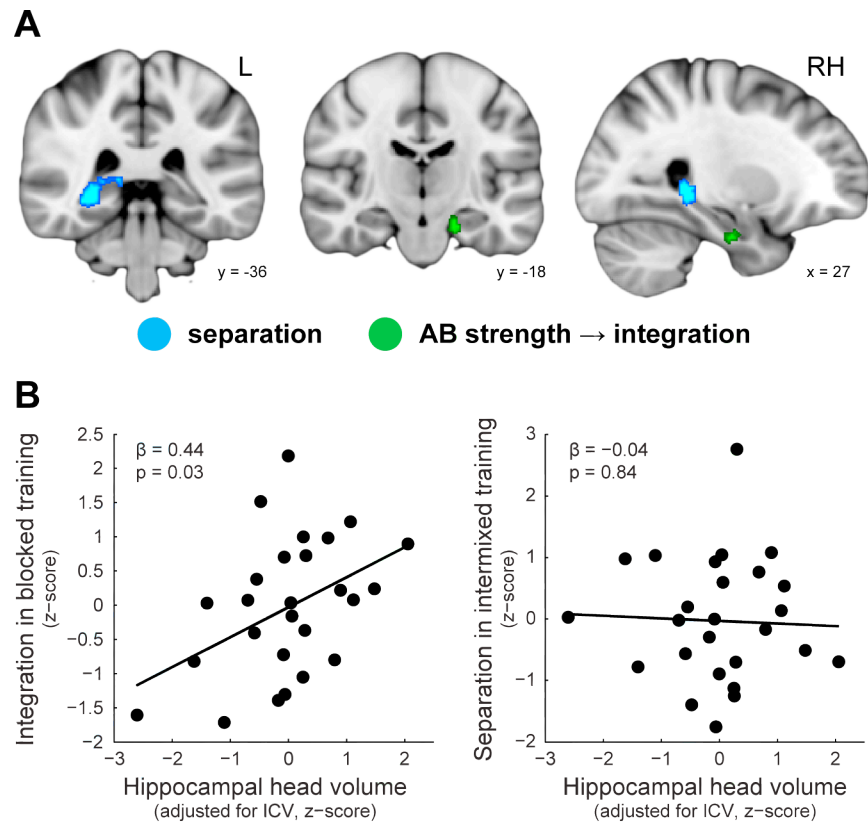 A
L
RH
y = -36
y = -18
x = 27
separation
AB strength → integration
B
Integration in blocked training
(z-score)
2.5
2
1.5
1
0.5
0
−0.5
−1
−1.5
−2
β = 0.44
p = 0.03
−3
−2
−1
0
1
2
Hippocampal head volume
(adjusted for ICV, z-score)
Separation in intermixed training
(z-score)
3
2
1
0
−1
−2
β = −0.04
p = 0.84
−3
−2
−1
0
1
2
Hippocampal head volume
(adjusted for ICV, z-score)